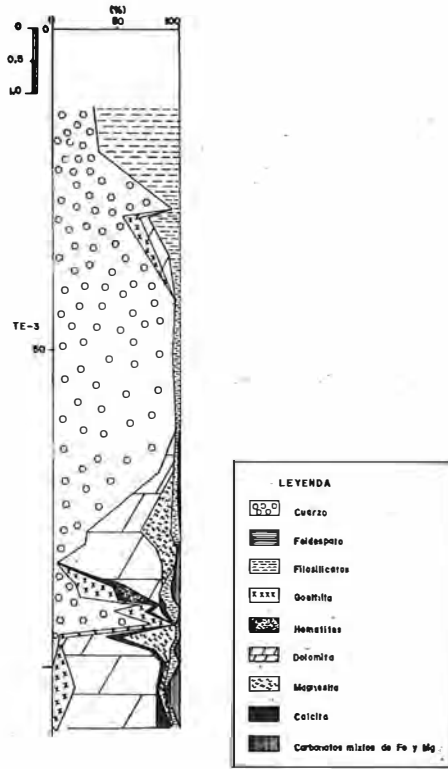 (%)
0 50 100
0
0
0,5
1,0
TE-3
50
LEYENDA
Cuarzo
Feldespato
Filosilicatos
Goethita
Hematites
Dolomita
Magnesita
Calcita
Carbonatos mixtos de Fe y Mg